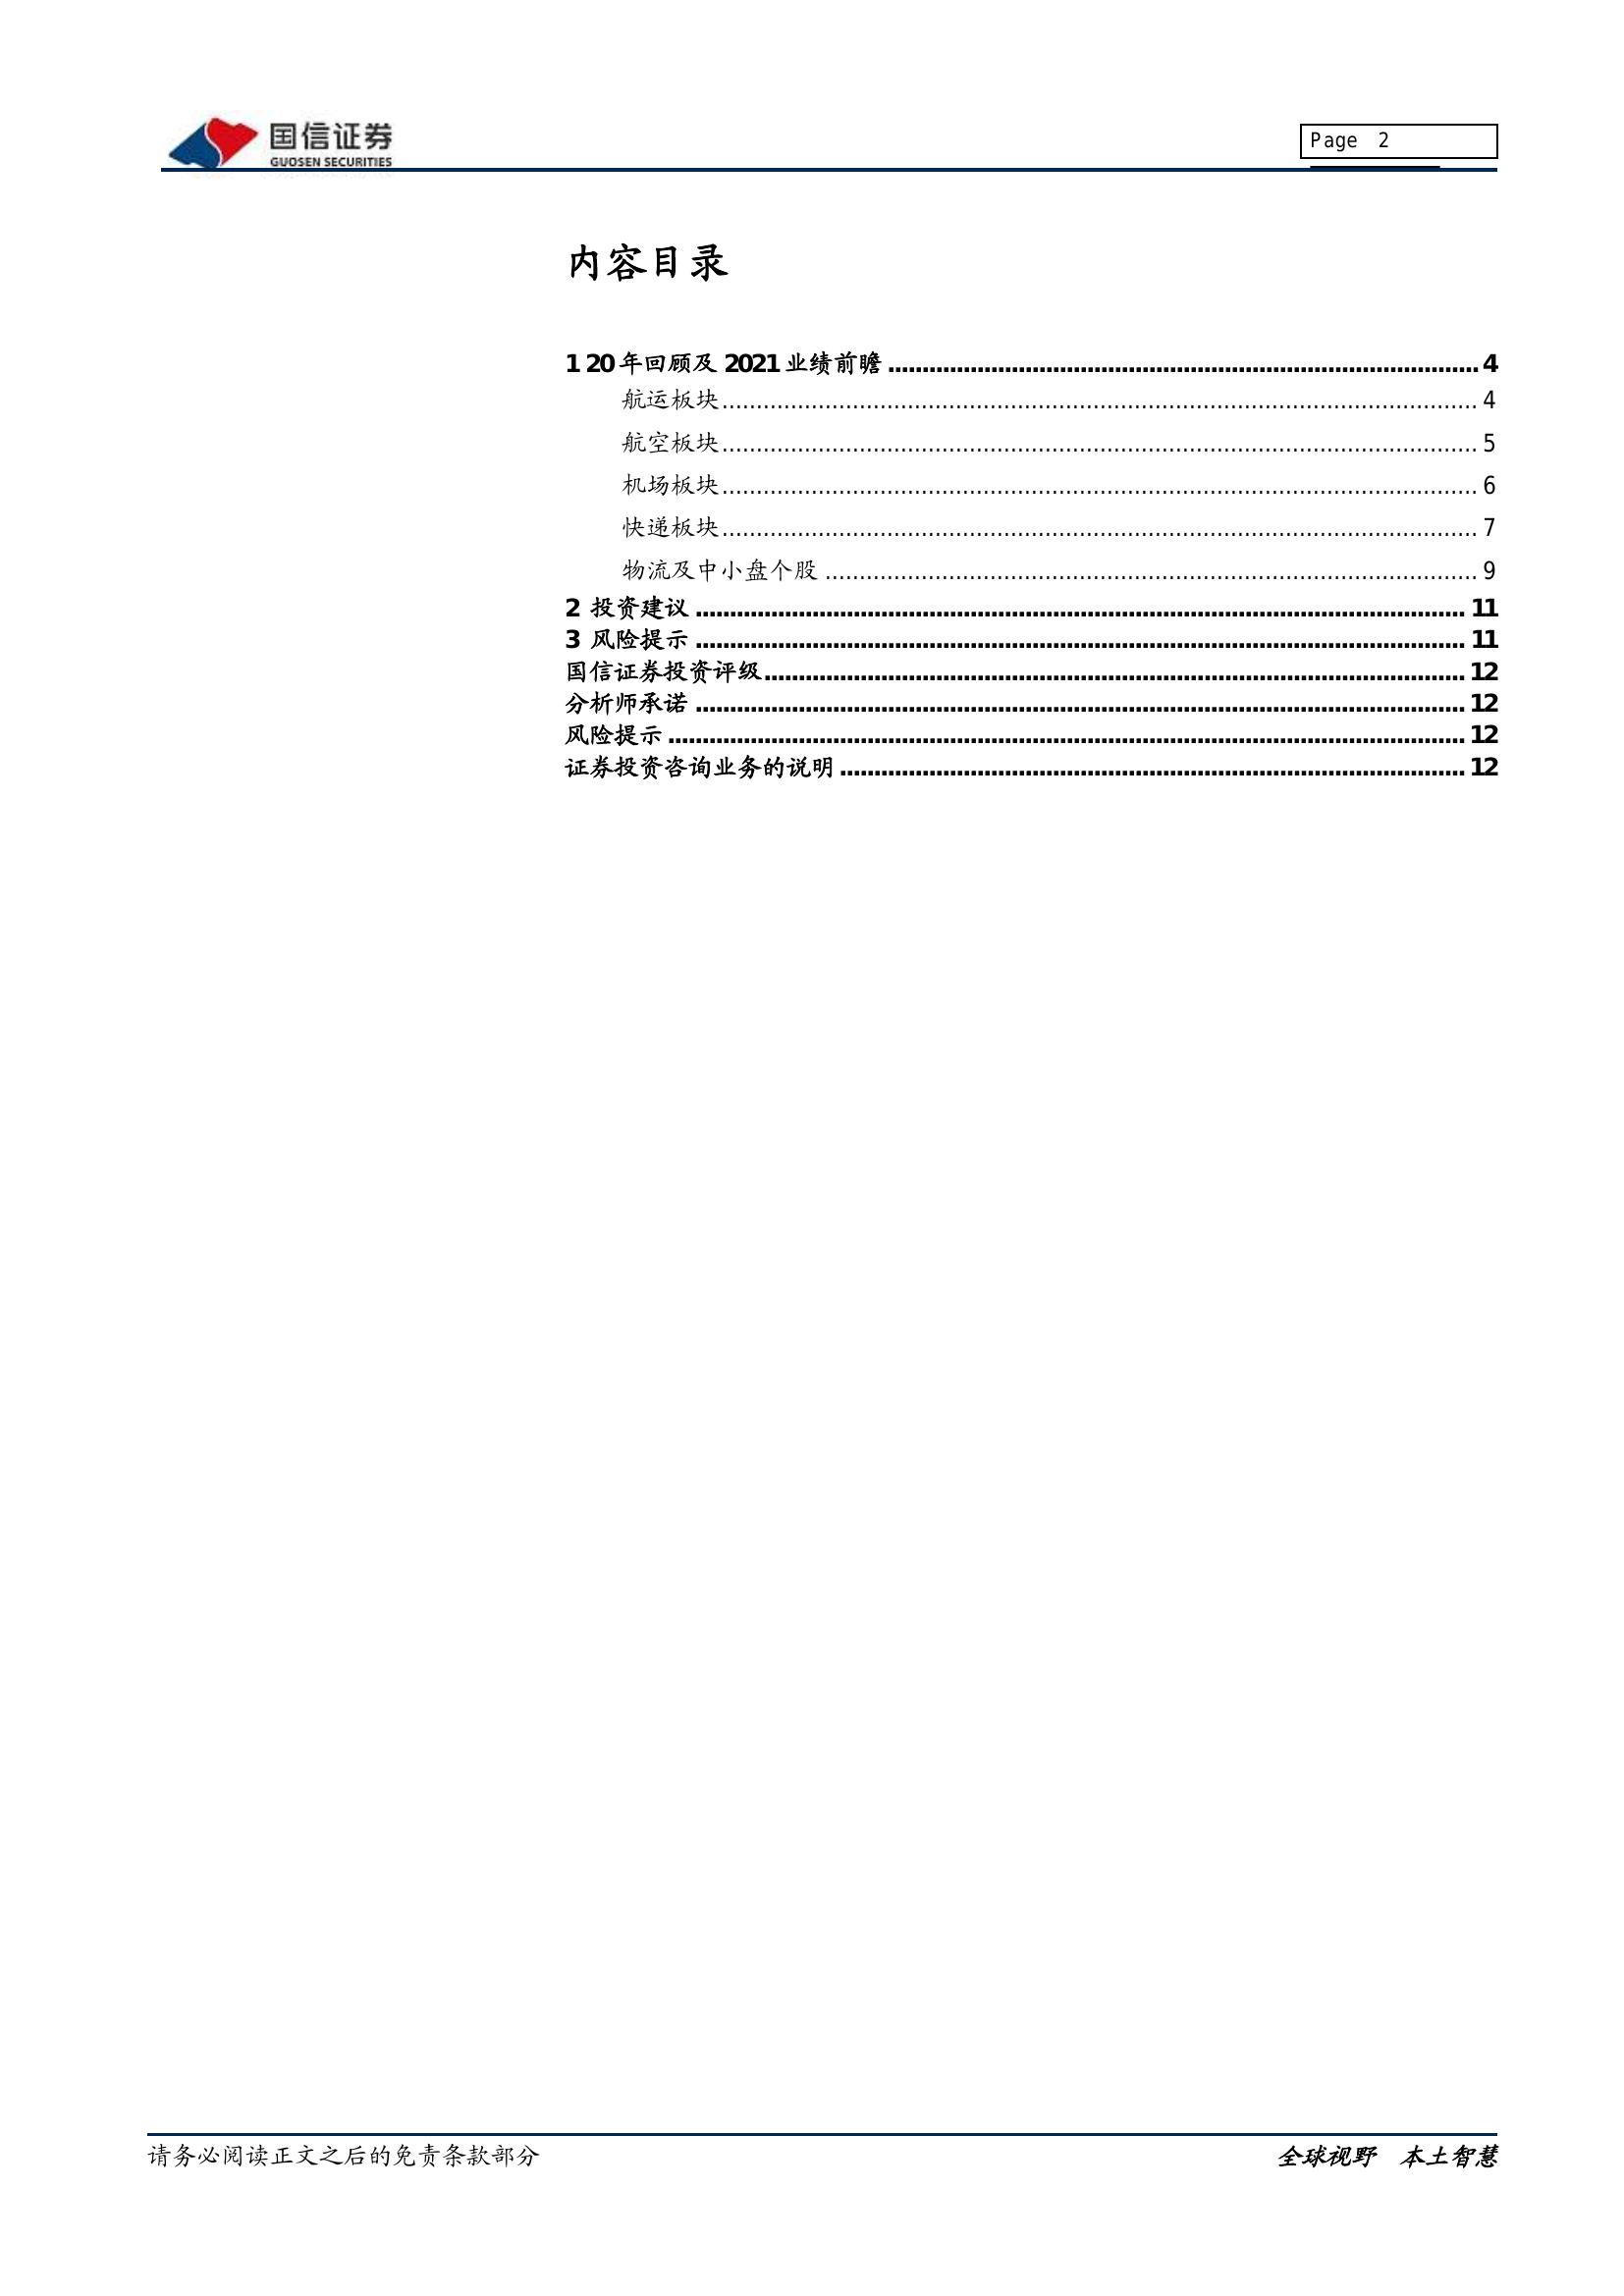 国信证券
GUOSEN SECURITIES
Page 2
内容目录
1 20年回顾及 2021业绩前瞻 ........................................ 4
航运板块........................................ 4
航空板块........................................ 5
机场板块........................................ 6
快递板块........................................ 7
物流及中小盘个股 ........................................ 9
2 投资建议 ........................................ 11
3 风险提示 ........................................ 11
国信证券投资评级........................................ 12
分析师承诺 ........................................ 12
风险提示 ........................................ 12
证券投资咨询业务的说明 ........................................ 12
请务必阅读正文之后的免责条款部分
全球视野 本土智慧